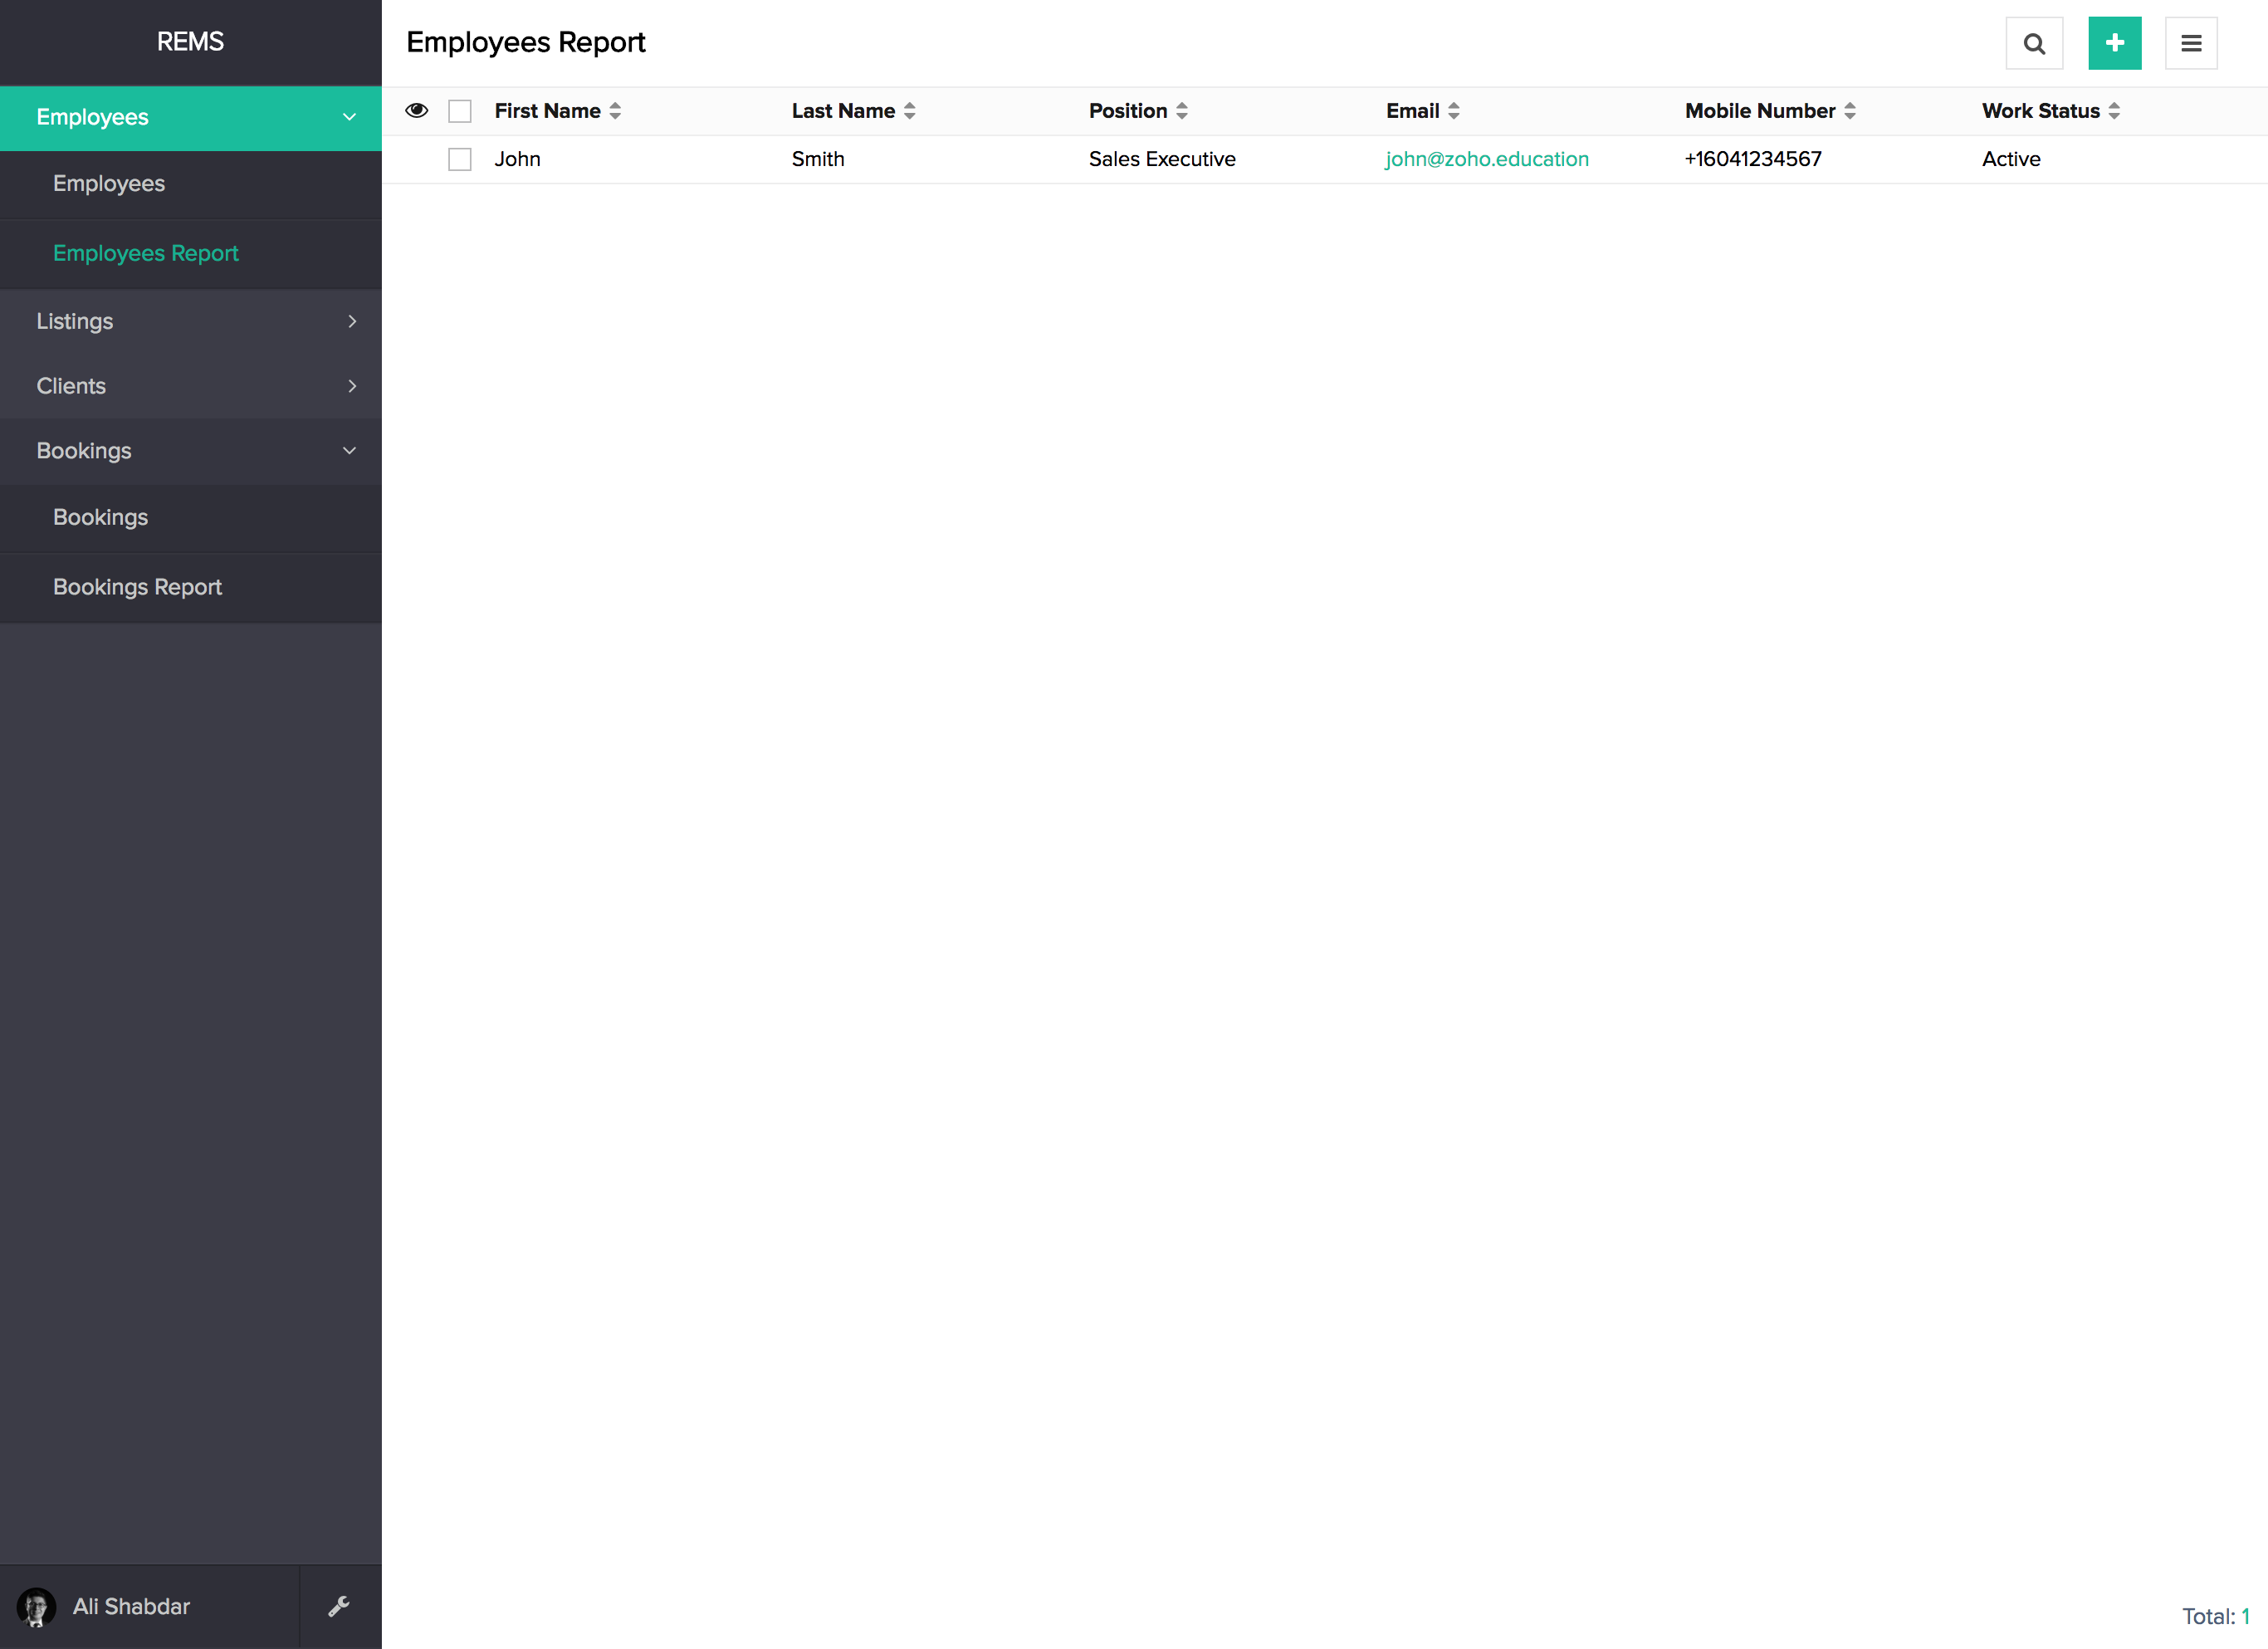 REMS
Employees
Employees
Employees Report
Listings
Clients
Bookings
Bookings
Bookings Report
Ali Shabdar
Employees Report
First Name Last Name Position Email Mobile Number Work Status
John Smith Sales Executive john@zoho.education +16041234567 Active
Total: 1